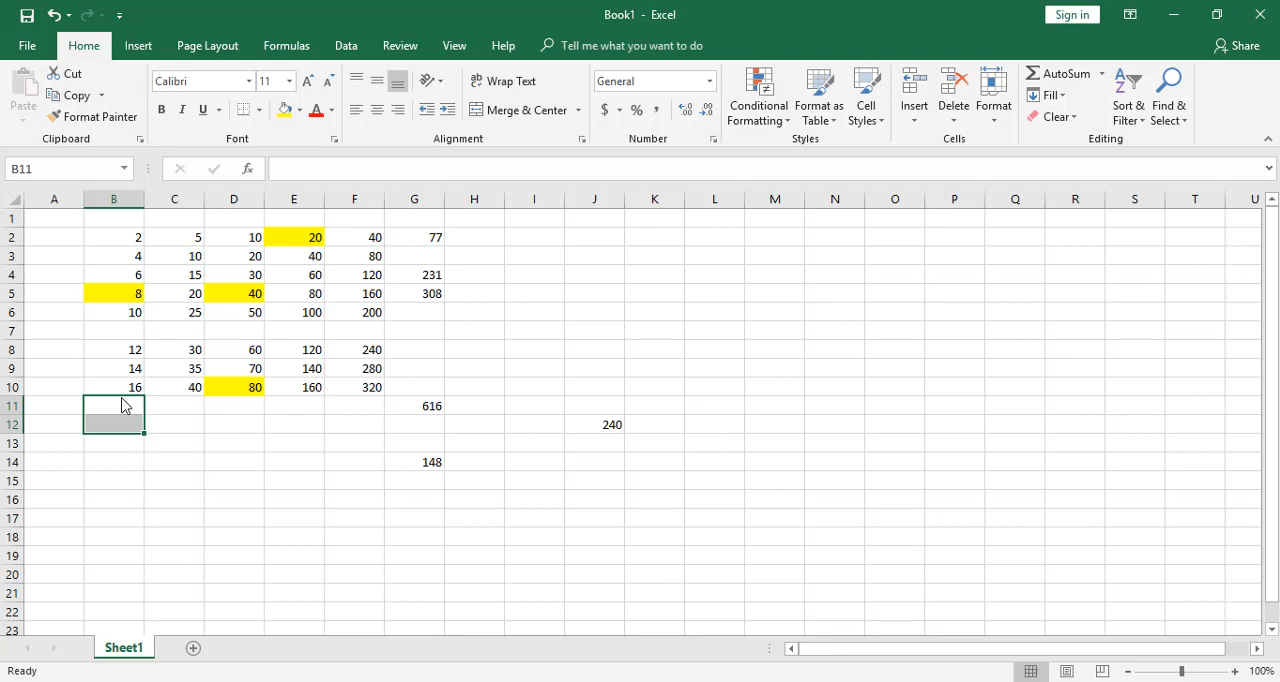 Book1 - Excel
Sign in
File Home Insert Page Layout Formulas Data Review View Help Tell me what you want to do Share
Paste
Cut
Copy
Format Painter
Clipboard
Calibri 11
B I U A
Font
Wrap Text
Merge & Center
Alignment
General
$ % ,
Number
Conditional Formatting
Format as Table
Cell Styles
Styles
Insert Delete Format
Cells
AutoSum
Fill
Clear
Sort & Filter
Find & Select
Editing
B11 fx
A B C D E F G H I J K L M N O P Q R S T U
1
2 2 5 10 20 40 77
3 4 10 20 40 80
4 6 15 30 60 120 231
5 8 20 40 80 160 308
6 10 25 50 100 200
7
8 12 30 60 120 240
9 14 35 70 140 280
10 16 40 80 160 320
11 616
12 240
13
14 148
15
16
17
18
19
20
21
22
23
Sheet1
Ready 100%